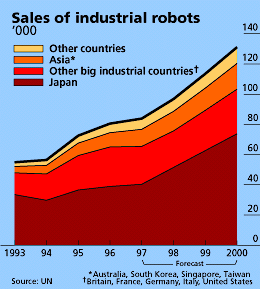 Sales of industrial robots
'000
140
Other countries
Asia*
Other big industrial countries†
Japan
120
100
80
60
40
20
0
1993 94 95 96 97 98 99 2000
Forecast
*Australia, South Korea, Singapore, Taiwan
Source: UN †Britain, France, Germany, Italy, United States